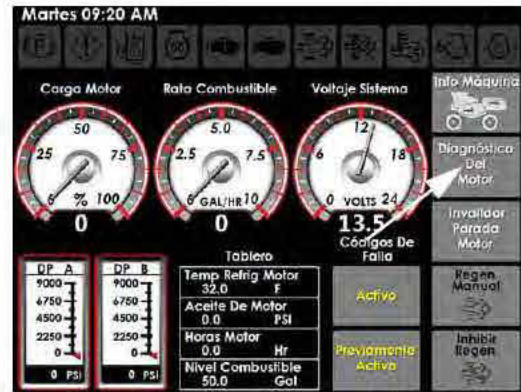 Martes 09:20 AM
Carga Motor
Rata Combustible
Voltaje Sistema
Info Máquina
50
25
75
0
%
100
0
5.0
2.5
7.5
0
GAL/HR
10
0
12
6
18
0
VOLTS
24
13.5
Diagnóstica
Del
Motor
Códigos De
Falla
Invalidar
Parada
Motor
DP A
9000
6750
4500
2250
0
0 PSI
DP B
9000
6750
4500
2250
0
0 PSI
Tablero
Temp Refrig Motor
32.0 F
Aceite De Motor
0.0 PSI
Horas Motor
0.0 Hr
Nivel Combustible
50.0 Gal
Activo
Previamente
Activo
Regen
Manual
Inhibir
Regen